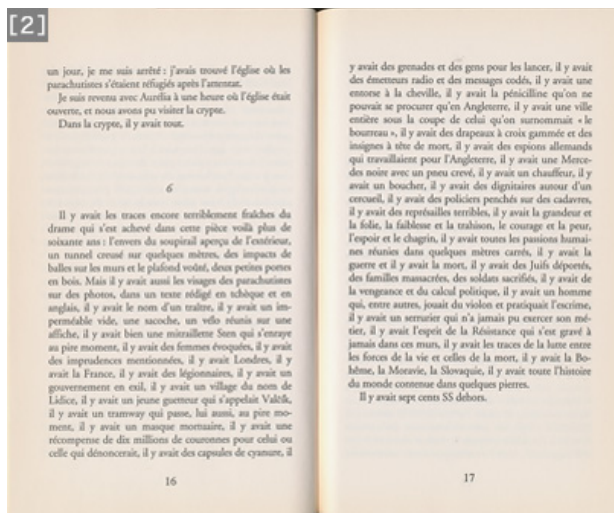 [2]
un jour, je me suis arrêté : j'avais trouvé l'église où les
parachutistes s'étaient réfugiés après l'attentat.
Je suis revenu avec Aurélia à une heure où l'église était
ouverte, et nous avons pu visiter la crypte.
Dans la crypte, il y avait tout.
6
Il y avait les traces encore terriblement fraîches du
drame qui s'est achevé dans cette pièce voilà plus de
soixante ans : l'envers du soupirail aperçu de l'extérieur,
un tunnel creusé sur quelques mètres, des impacts de
balles sur les murs et le plafond voûté, deux petites portes
en bois. Mais il y avait aussi les visages des parachutistes
sur des photos, dans un texte rédigé en tchèque et en
anglais, il y avait le nom d'un traître, il y avait un im-
perméable vide, une sacoche, un vélo réunis sur une
affiche, il y avait bien une mitraillette Sten qui s'enraye
au pire moment, il y avait des femmes évoquées, il y avait
des imprudences mentionnées, il y avait Londres, il y
avait la France, il y avait des légionnaires, il y avait un
gouvernement en exil, il y avait un village du nom de
Lidice, il y avait un jeune guetteur qui s'appelait Valčík,
il y avait un tramway qui passe, lui aussi, au pire mo-
ment, il y avait un masque mortuaire, il y avait une
récompense de dix millions de couronnes pour celui ou
celle qui dénoncerait, il y avait des capsules de cyanure, il
16
y avait des grenades et des gens pour les lancer, il y avait
des émetteurs radio et des messages codés, il y avait une
entorse à la cheville, il y avait la pénicilline qu'on ne
pouvait se procurer qu'en Angleterre, il y avait une ville
entière sous la coupe de celui qu'on surnommait « le
bourreau », il y avait des drapeaux à croix gammée et des
insignes à tête de mort, il y avait des espions allemands
qui travaillaient pour l'Angleterre, il y avait une Merce-
des noire avec un pneu crevé, il y avait un chauffeur, il y
avait un boucher, il y avait des dignitaires autour d'un
cercueil, il y avait des policiers penchés sur des cadavres,
il y avait des représailles terribles, il y avait la grandeur et
la folie, la faiblesse et la trahison, le courage et la peur,
l'espoir et le chagrin, il y avait toutes les passions humai-
nes réunies dans quelques mètres carrés, il y avait la
guerre et il y avait la mort, il y avait des Juifs déportés,
des familles massacrées, des soldats sacrifiés, il y avait de
la vengeance et du calcul politique, il y avait un homme
qui, entre autres, jouait du violon et pratiquait l'escrime,
il y avait un serrurier qui n'a jamais pu exercer son mé-
tier, il y avait l'esprit de la Résistance qui s'est gravé à
jamais dans ces murs, il y avait les traces de la lutte entre
les forces de la vie et celles de la mort, il y avait la Bo-
hême, la Moravie, la Slovaquie, il y avait toute l'histoire
du monde contenue dans quelques pierres.
Il y avait sept cents SS dehors.
17